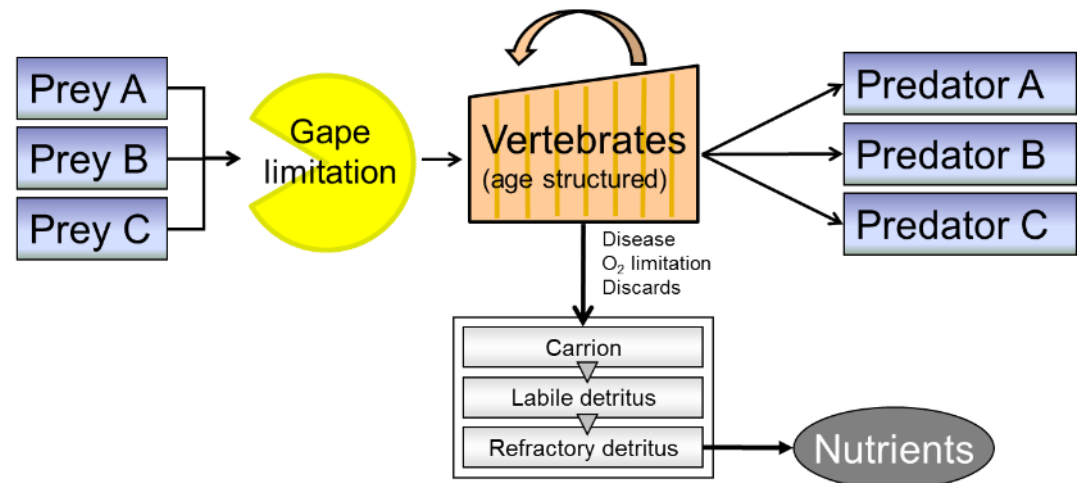 Prey A
Prey B
Prey C
Gape
limitation
Vertebrates
(age structured)
Predator A
Predator B
Predator C
Disease
O₂ limitation
Discards
Carrion
Labile detritus
Refractory detritus
Nutrients